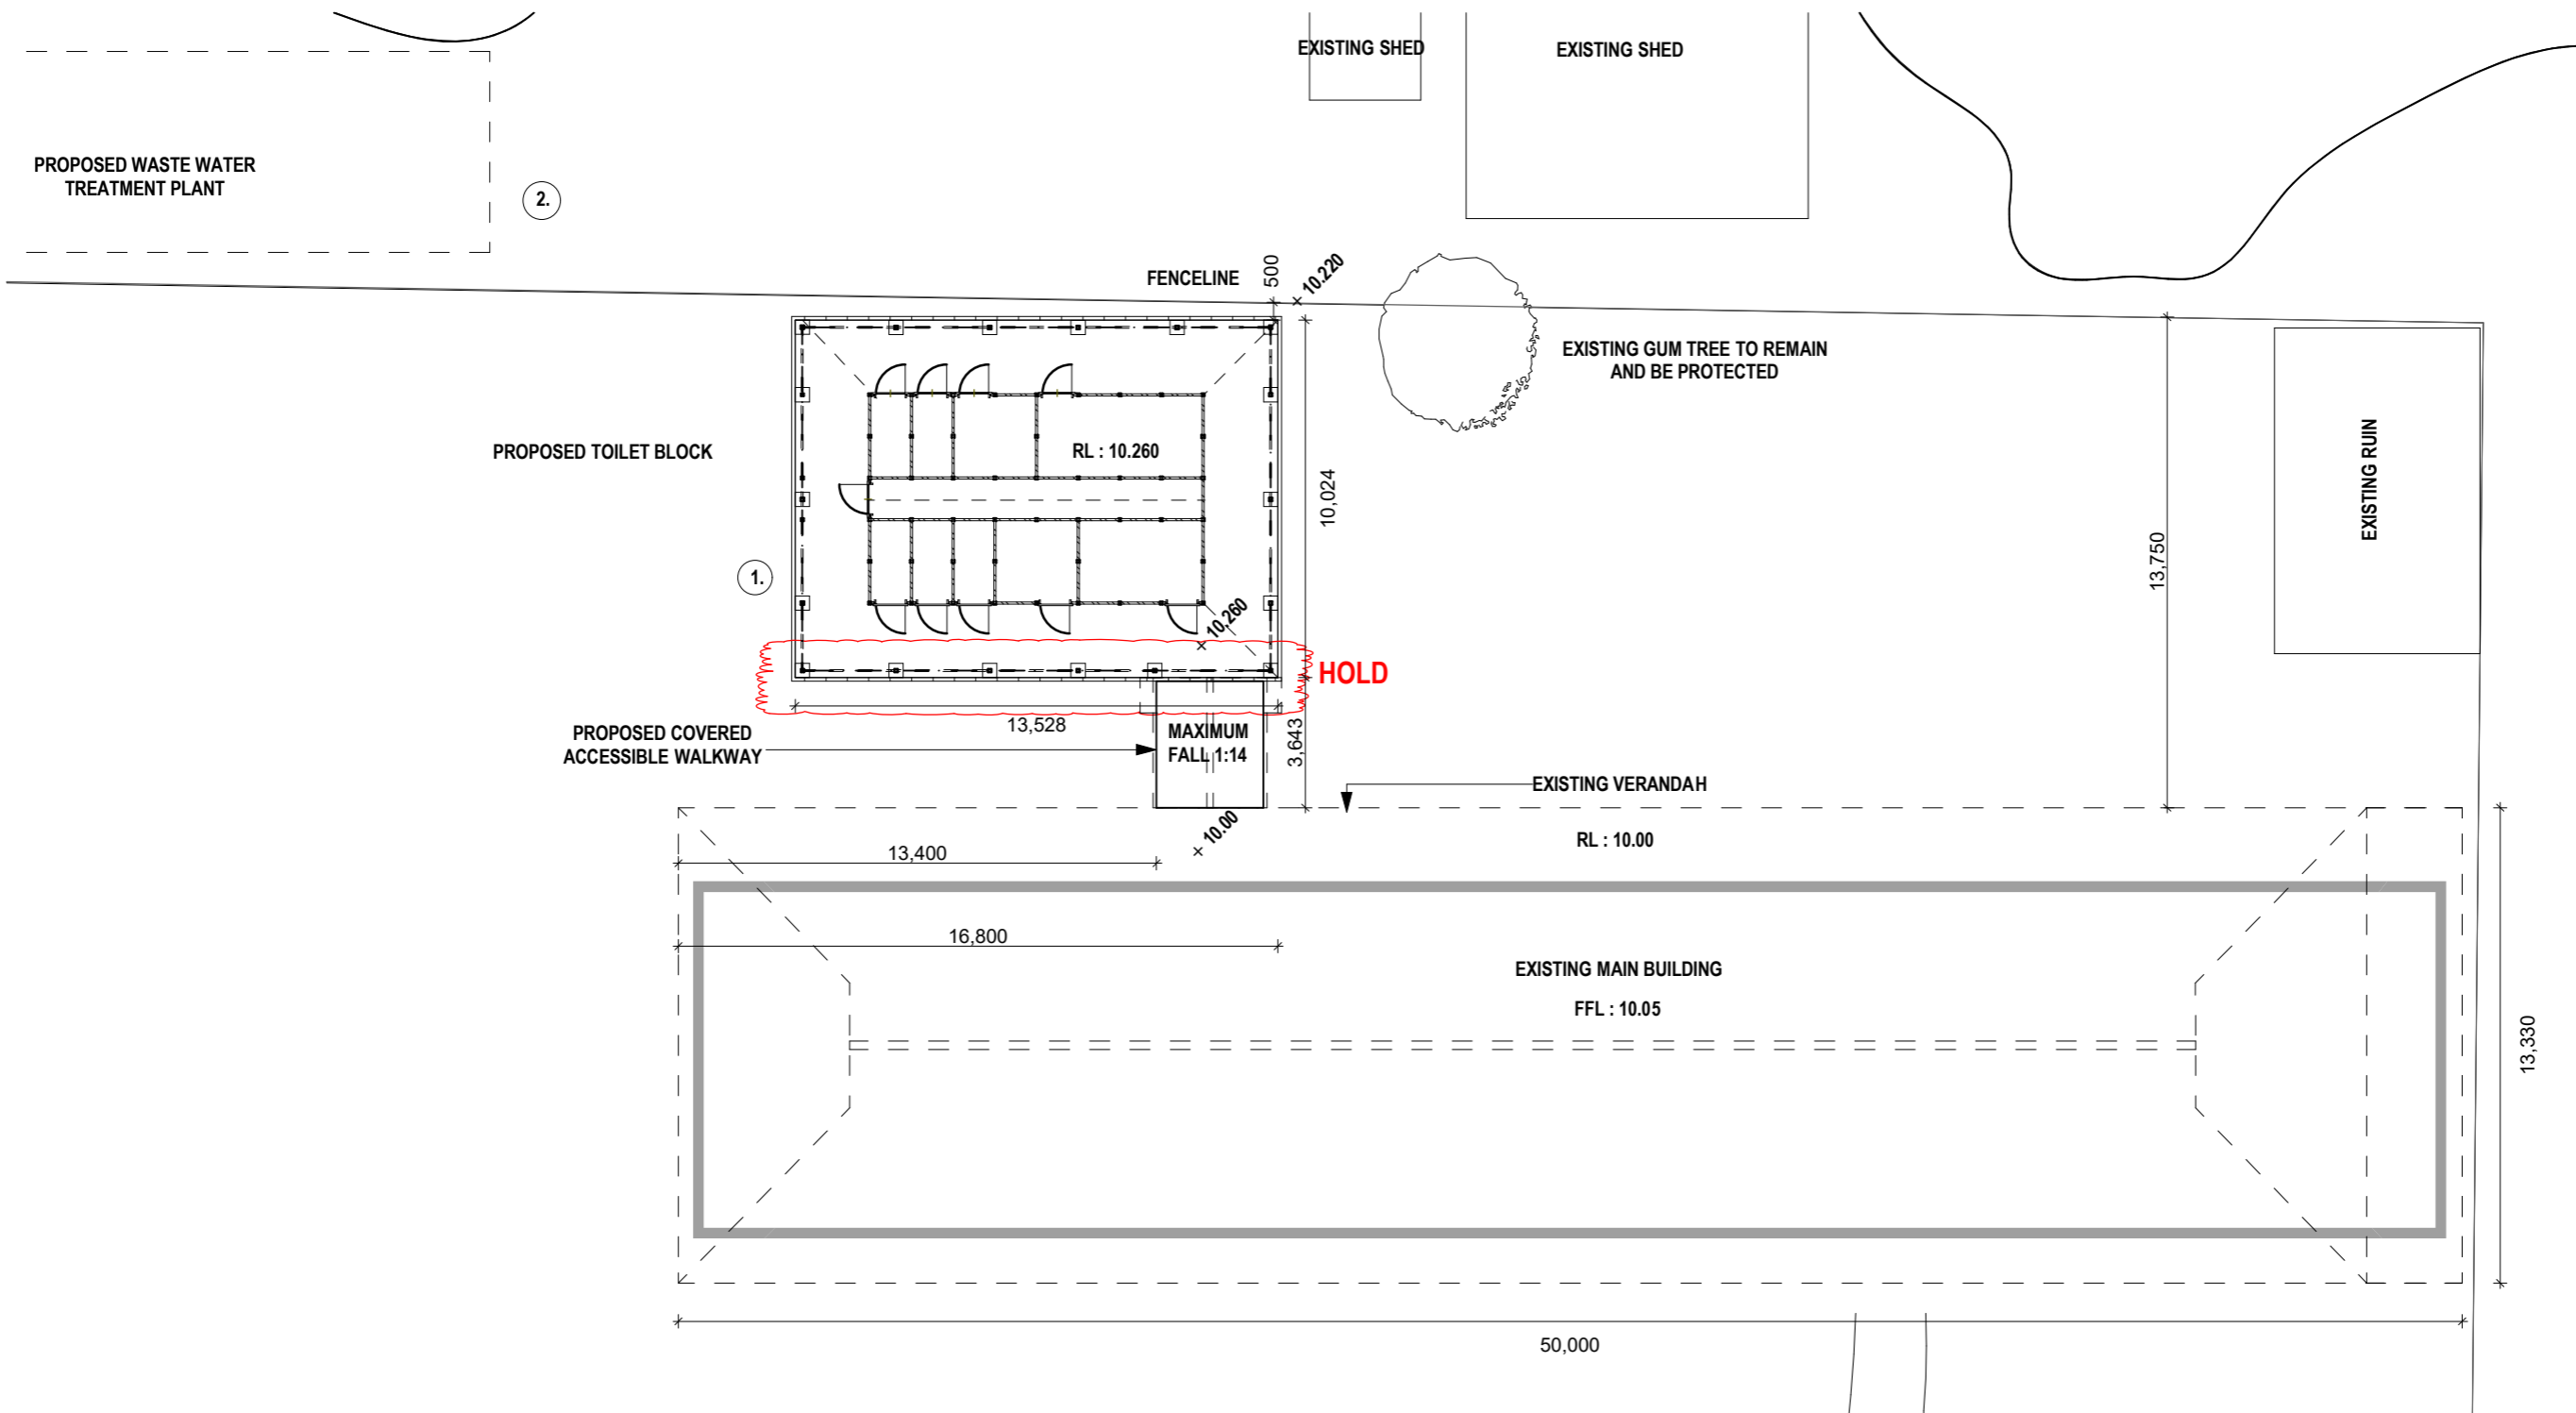 EXISTING SHED
EXISTING SHED
PROPOSED WASTE WATER
TREATMENT PLANT
2.
FENCELINE
500
10.220
EXISTING GUM TREE TO REMAIN
AND BE PROTECTED
PROPOSED TOILET BLOCK
RL : 10.260
10,024
EXISTING RUIN
13,750
1.
10.260
HOLD
13,528
PROPOSED COVERED
ACCESSIBLE WALKWAY
MAXIMUM
FALL 1:14
3,643
EXISTING VERANDAH
10.00
RL : 10.00
13,400
16,800
EXISTING MAIN BUILDING
FFL : 10.05
13,330
50,000